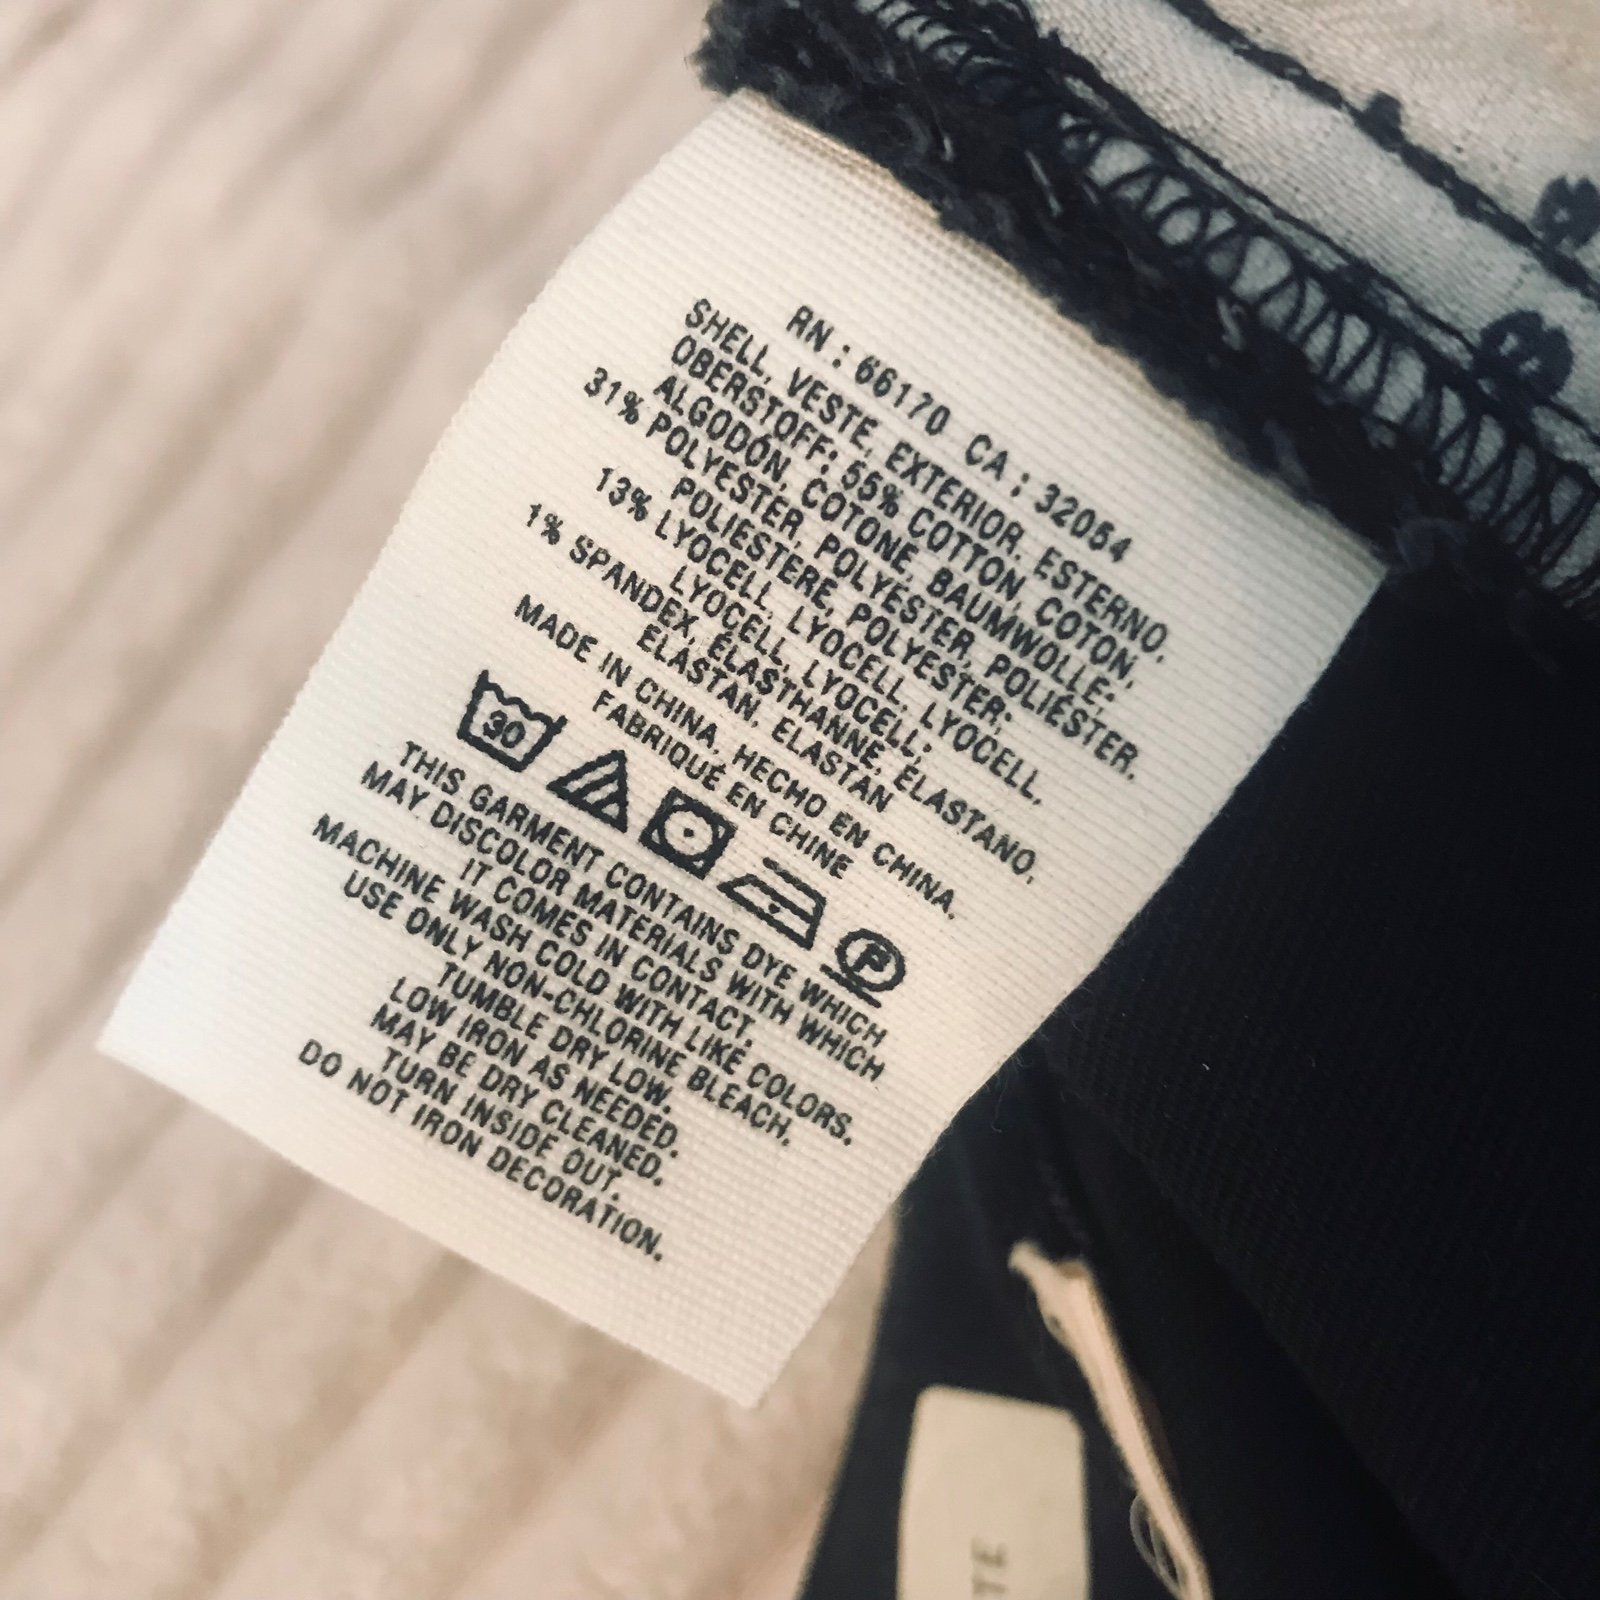 RN : 66170 CA : 32054
SHELL, VESTE, EXTERIOR, ESTERNO,
OBERSTOFF: 55% COTTON, COTON,
ALGODÓN, COTONE, BAUMWOLLE;
31% POLYESTER, POLYÉSTER, POLIÉSTER,
POLIESTERE, POLYESTER;
13% LYOCELL, LYOCELL, LYOCELL,
LYOCELL, LYOCELL;
1% SPANDEX, ÉLASTHANNE, ELASTANO,
ELASTAN, ELASTÁN
MADE IN CHINA, HECHO EN CHINA,
FABRIQUÉ EN CHINE
30
P
THIS GARMENT CONTAINS DYE WHICH
MAY DISCOLOR MATERIALS WITH WHICH
IT COMES IN CONTACT.
MACHINE WASH COLD WITH LIKE COLORS.
USE ONLY NON-CHLORINE BLEACH.
TUMBLE DRY LOW.
LOW IRON AS NEEDED.
MAY BE DRY CLEANED.
TURN INSIDE OUT.
DO NOT IRON DECORATION.
TE